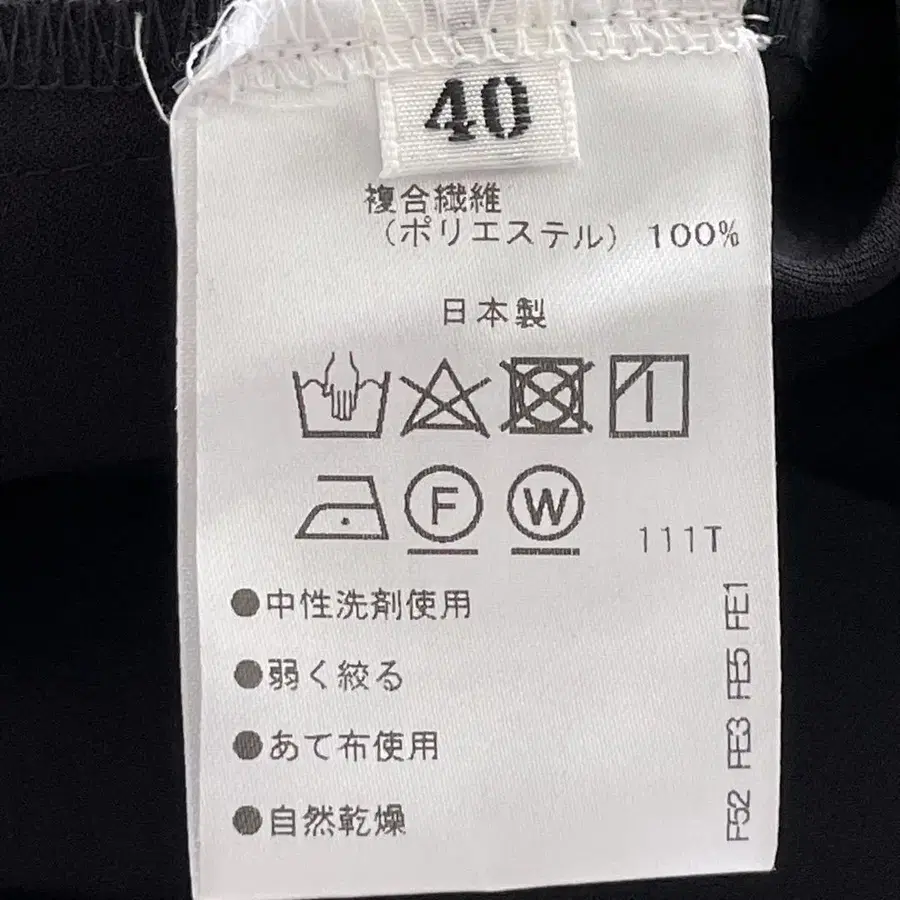 40
複合繊維
（ポリエステル） 100%
日本製
F W
111T
●中性洗剤使用
●弱く絞る
●あて布使用
●自然乾燥
F52 FE3 FE5 FE1